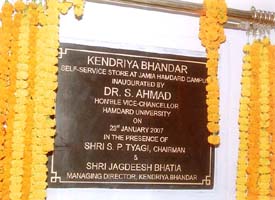 KENDRIYA BHANDAR
SELF-SERVICE STORE AT JAMIA HAMDARD CAMPUS
INAUGURATED BY
DR. S. AHMAD
HON'BLE VICE-CHANCELLOR
HAMDARD UNIVERSITY
ON
23rd JANUARY 2007
IN THE PRESENCE OF
SHRI S. P. TYAGI, CHAIRMAN
&
SHRI JAGDEESH BHATIA
MANAGING DIRECTOR, KENDRIYA BHANDAR